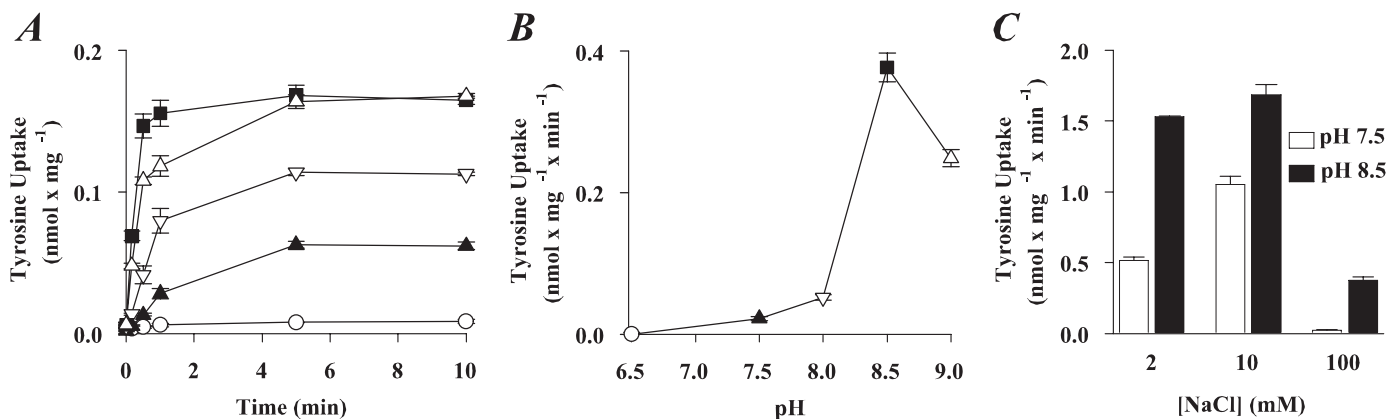 A
Tyrosine Uptake
(nmol x mg -1)
0.2
0.1
0.0
0 2 4 6 8 10
Time (min)
B
Tyrosine Uptake
(nmol x mg -1 x min -1)
0.4
0.2
0.0
6.5 7.0 7.5 8.0 8.5 9.0
pH
C
Tyrosine Uptake
(nmol x mg -1 x min -1)
2.0
1.5
1.0
0.5
0.0
pH 7.5
pH 8.5
2 10 100
[NaCl] (mM)